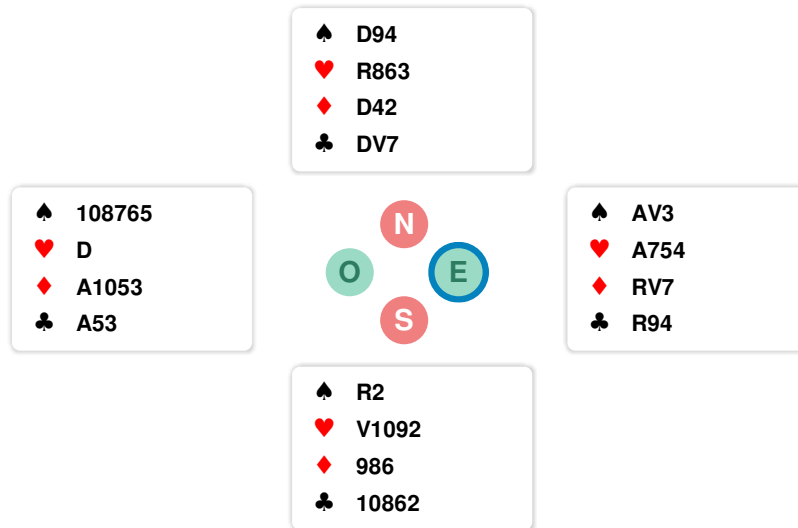 ♠ D94
♥ R863
♦ D42
♣ DV7
♠ 108765
♥ D
♦ A1053
♣ A53
N
O
E
S
♠ AV3
♥ A754
♦ RV7
♣ R94
♠ R2
♥ V1092
♦ 986
♣ 10862